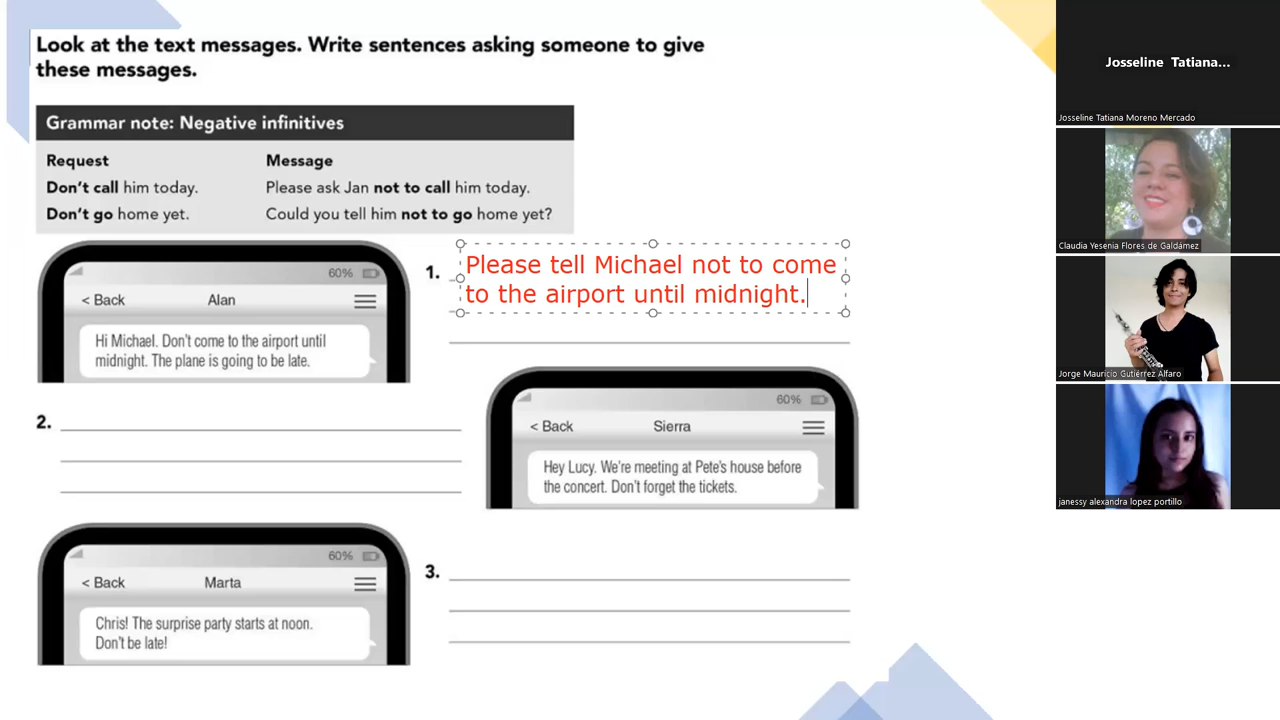 Look at the text messages. Write sentences asking someone to give
these messages.
Grammar note: Negative infinitives
Request
Message
Don't call him today.
Please ask Jan not to call him today.
Don't go home yet.
Could you tell him not to go home yet?
60%
< Back
Alan
Hi Michael. Don't come to the airport until
midnight. The plane is going to be late.
1.
Please tell Michael not to come
to the airport until midnight.
2.
60%
< Back
Sierra
Hey Lucy. We're meeting at Pete's house before
the concert. Don't forget the tickets.
60%
< Back
Marta
Chris! The surprise party starts at noon.
Don't be late!
3.
Josseline Tatiana...
Josseline Tatiana Moreno Mercado
Claudia Yesenia Flores de Galdámez
Jorge Mauricio Gutiérrez Alfaro
janessy alexandra lopez portillo